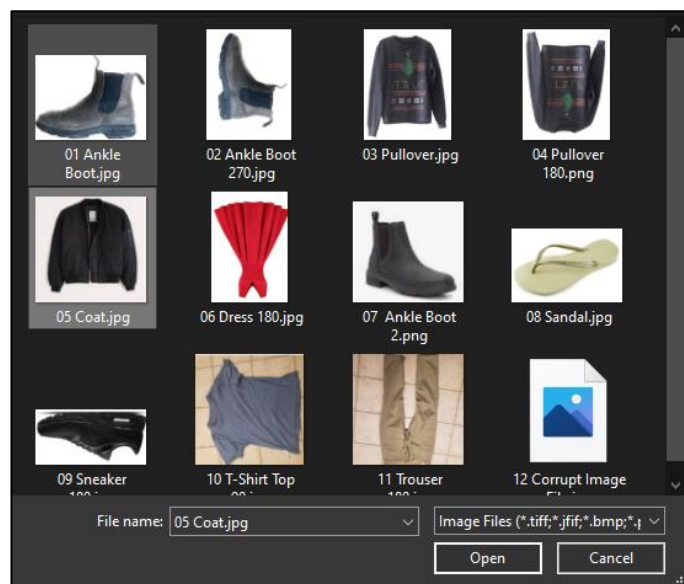 01 Ankle
Boot.jpg
02 Ankle Boot
270.jpg
03 Pullover.jpg
04 Pullover
180.png
05 Coat.jpg
06 Dress 180.jpg
07 Ankle Boot
2.png
08 Sandal.jpg
09 Sneaker
10 T-Shirt Top
11 Trouser
12 Corrupt Image
File name:
05 Coat.jpg
Image Files (*.tiff;*.jfif;*.bmp;*.
Open
Cancel